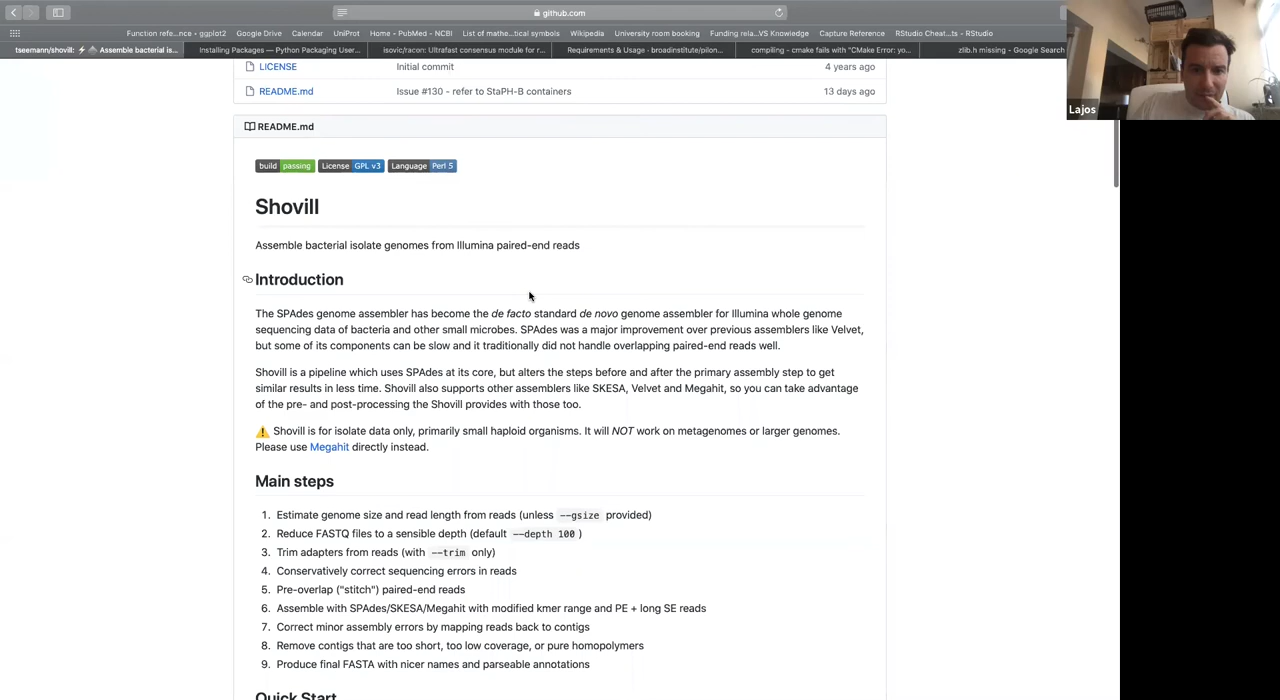 github.com
Function refe...nce • ggplot2 Google Drive Calendar UniProt Home - PubMed - NCBI List of mathe...tical symbols Wikipedia University room booking Funding rela...VS Knowledge Capture Reference RStudio Cheat...ts - RStudio
tseemann/shovill: ⚡ Assemble bacterial is... Installing Packages — Python Packaging User... isovic/racon: Ultrafast consensus module for r... Requirements & Usage · broadinstitute/pilon... compiling - cmake fails with "CMake Error: yo... zlib.h missing - Google Search
LICENSE Initial commit 4 years ago
README.md Issue #130 - refer to StaPH-B containers 13 days ago
Lajos
README.md
build passing License GPL v3 Language Perl 5
Shovill
Assemble bacterial isolate genomes from Illumina paired-end reads
Introduction
The SPAdes genome assembler has become the de facto standard de novo genome assembler for Illumina whole genome
sequencing data of bacteria and other small microbes. SPAdes was a major improvement over previous assemblers like Velvet,
but some of its components can be slow and it traditionally did not handle overlapping paired-end reads well.
Shovill is a pipeline which uses SPAdes at its core, but alters the steps before and after the primary assembly step to get
similar results in less time. Shovill also supports other assemblers like SKESA, Velvet and Megahit, so you can take advantage
of the pre- and post-processing the Shovill provides with those too.
⚠️ Shovill is for isolate data only, primarily small haploid organisms. It will NOT work on metagenomes or larger genomes.
Please use Megahit directly instead.
Main steps
1. Estimate genome size and read length from reads (unless --gsize provided)
2. Reduce FASTQ files to a sensible depth (default --depth 100 )
3. Trim adapters from reads (with --trim only)
4. Conservatively correct sequencing errors in reads
5. Pre-overlap ("stitch") paired-end reads
6. Assemble with SPAdes/SKESA/Megahit with modified kmer range and PE + long SE reads
7. Correct minor assembly errors by mapping reads back to contigs
8. Remove contigs that are too short, too low coverage, or pure homopolymers
9. Produce final FASTA with nicer names and parseable annotations
Quick Start